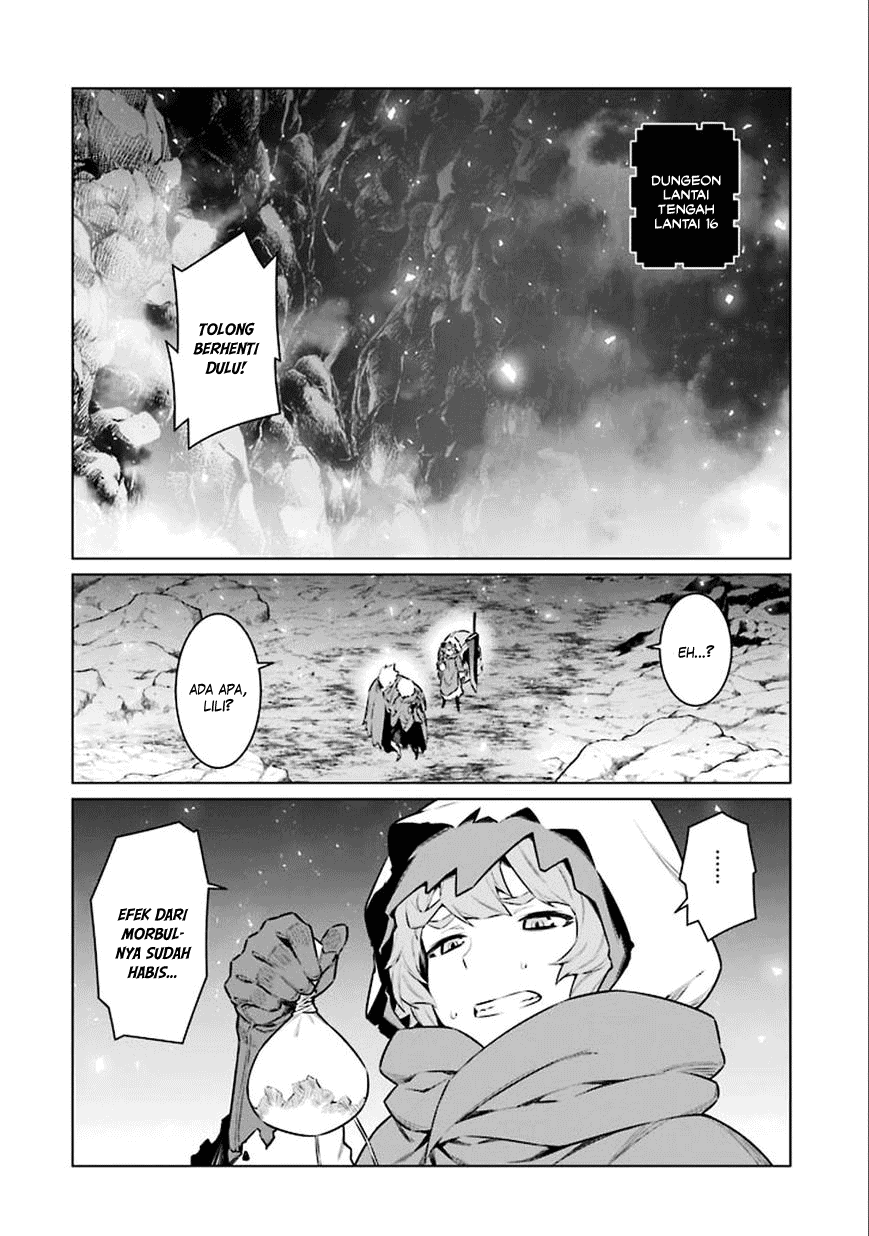 DUNGEON
LANTAI
TENGAH
LANTAI 16
TOLONG
BERHENTI
DULU!
EH...?
ADA APA,
LILI?
......
EFEK DARI
MORBUL-
NYA SUDAH
HABIS...